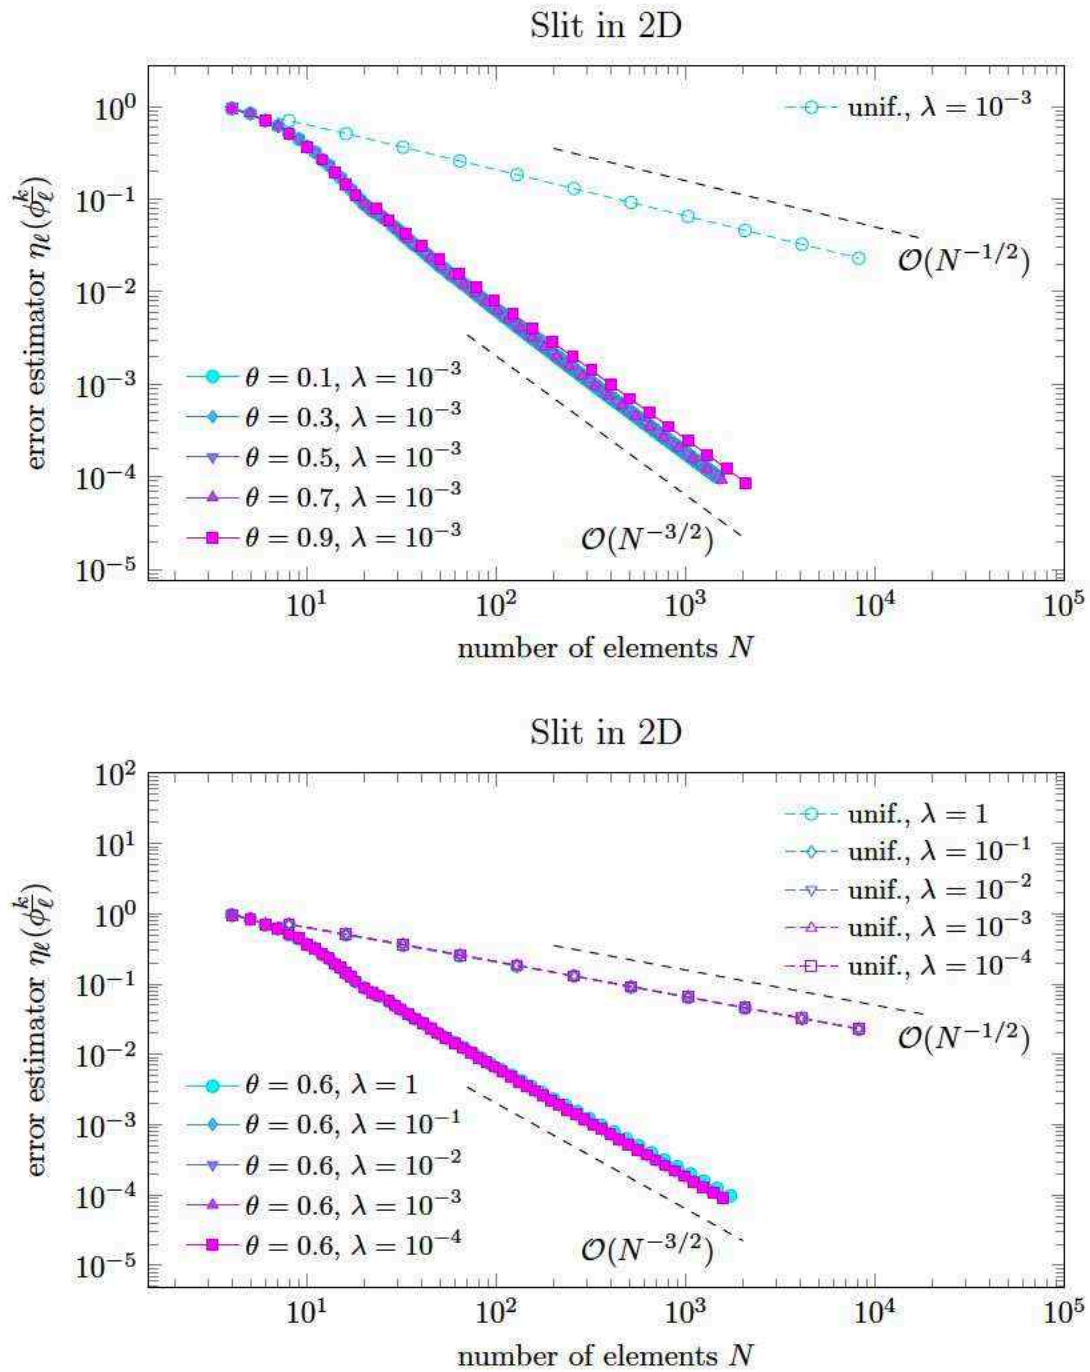 Slit in 2D
error estimator ηℓ(ϕℓ^k̲)
10^0
10^−1
10^−2
10^−3
10^−4
10^−5
unif., λ = 10^−3
O(N^−1/2)
θ = 0.1, λ = 10^−3
θ = 0.3, λ = 10^−3
θ = 0.5, λ = 10^−3
θ = 0.7, λ = 10^−3
θ = 0.9, λ = 10^−3
O(N^−3/2)
10^1 10^2 10^3 10^4 10^5
number of elements N
Slit in 2D
error estimator ηℓ(ϕℓ^k̲)
10^2
10^1
10^0
10^−1
10^−2
10^−3
10^−4
10^−5
unif., λ = 1
unif., λ = 10^−1
unif., λ = 10^−2
unif., λ = 10^−3
unif., λ = 10^−4
O(N^−1/2)
θ = 0.6, λ = 1
θ = 0.6, λ = 10^−1
θ = 0.6, λ = 10^−2
θ = 0.6, λ = 10^−3
θ = 0.6, λ = 10^−4
O(N^−3/2)
10^1 10^2 10^3 10^4 10^5
number of elements N